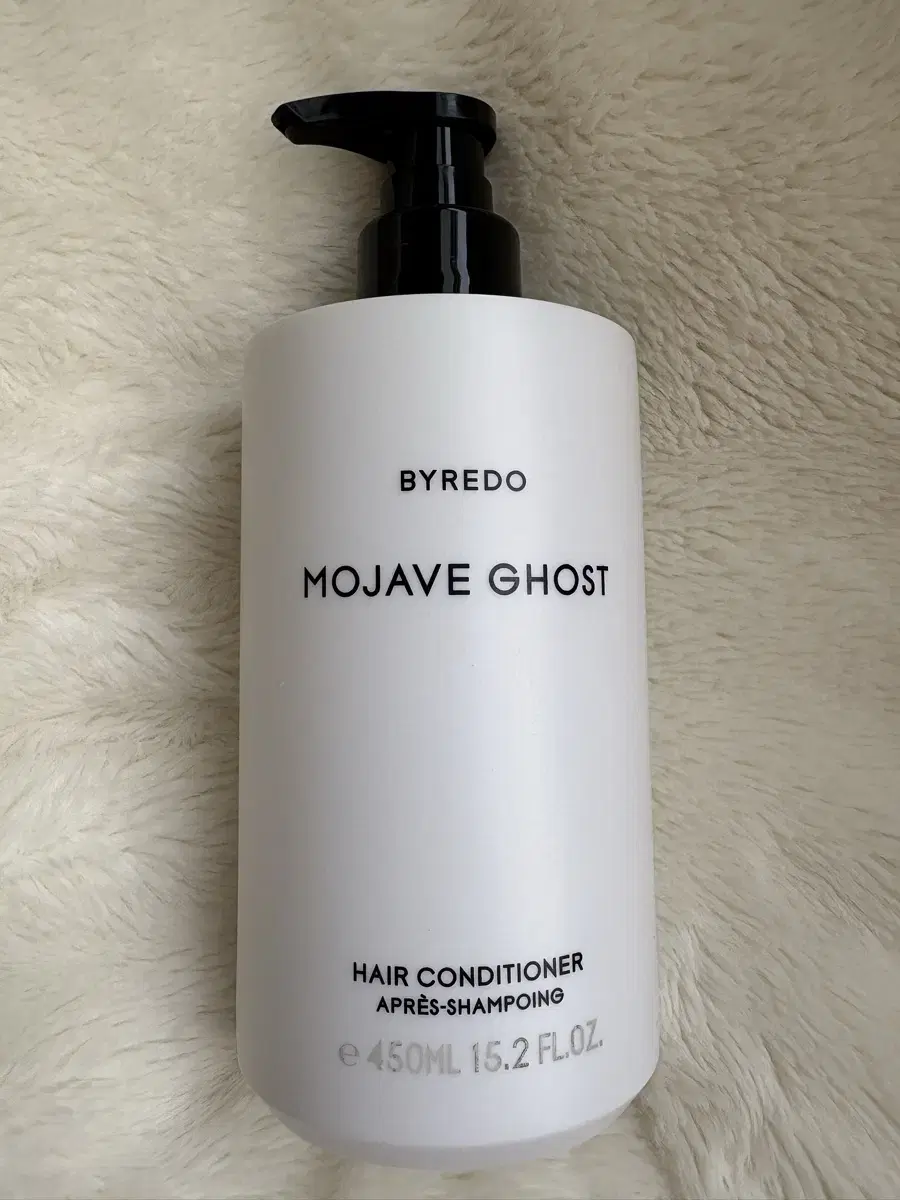 BYREDO
MOJAVE GHOST
HAIR CONDITIONER
APRÈS-SHAMPOING
℮ 450ML 15.2 FL.OZ.